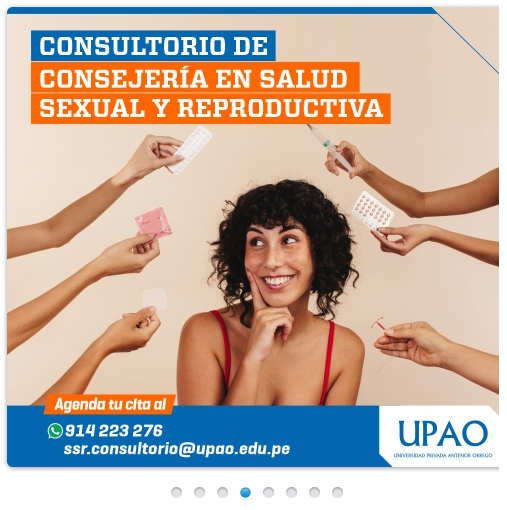 CONSULTORIO DE
CONSEJERÍA EN SALUD
SEXUAL Y REPRODUCTIVA
Agenda tu cita al
914 223 276
ssr.consultorio@upao.edu.pe
UPAO
UNIVERSIDAD PRIVADA ANTENOR ORREGO